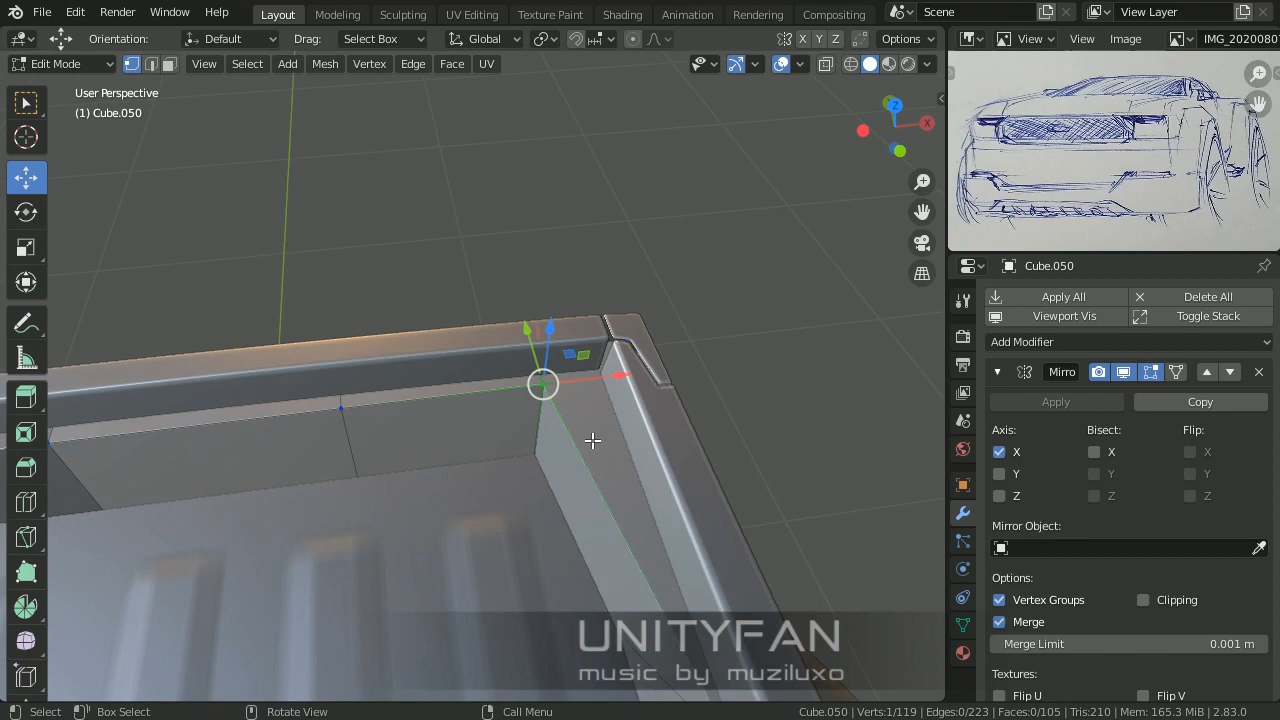 File Edit Render Window Help Layout Modeling Sculpting UV Editing Texture Paint Shading Animation Rendering Compositing Scene View Layer
Orientation: Default Drag: Select Box Global X Y Z Options View View Image IMG_2020080
Edit Mode View Select Add Mesh Vertex Edge Face UV
User Perspective
(1) Cube.050
Z
X
Cube.050
Apply All Delete All
Viewport Vis Toggle Stack
Add Modifier
Mirro
Apply Copy
Axis: Bisect: Flip:
X X X
Y Y Y
Z Z Z
Mirror Object:
Options:
Vertex Groups Clipping
Merge
Merge Limit 0.001 m
Textures:
Flip U Flip V
UNITYFAN
music by muziluxo
Select Box Select Rotate View Call Menu Cube.050 | Verts:1/119 | Edges:0/223 | Faces:0/105 | Tris:210 | Mem: 165.3 MiB | 2.83.0